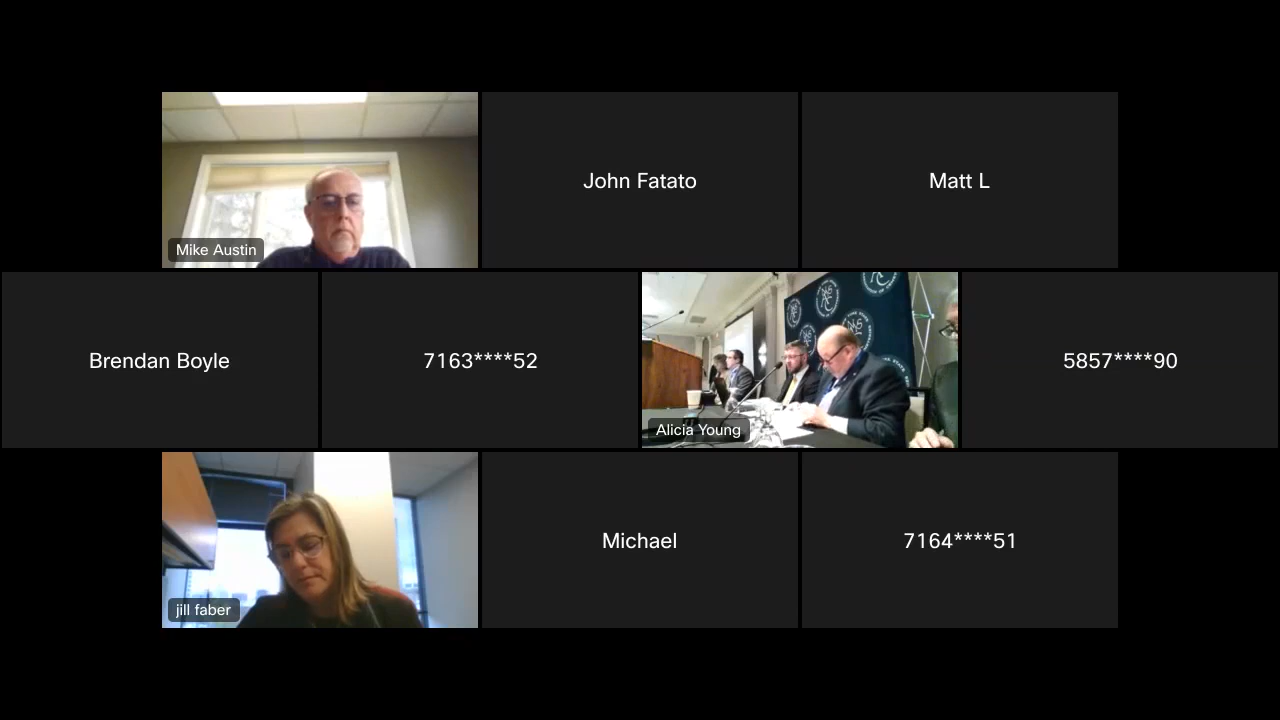 Mike Austin
John Fatato
Matt L
Brendan Boyle
7163****52
Alicia Young
5857****90
jill faber
Michael
7164****51